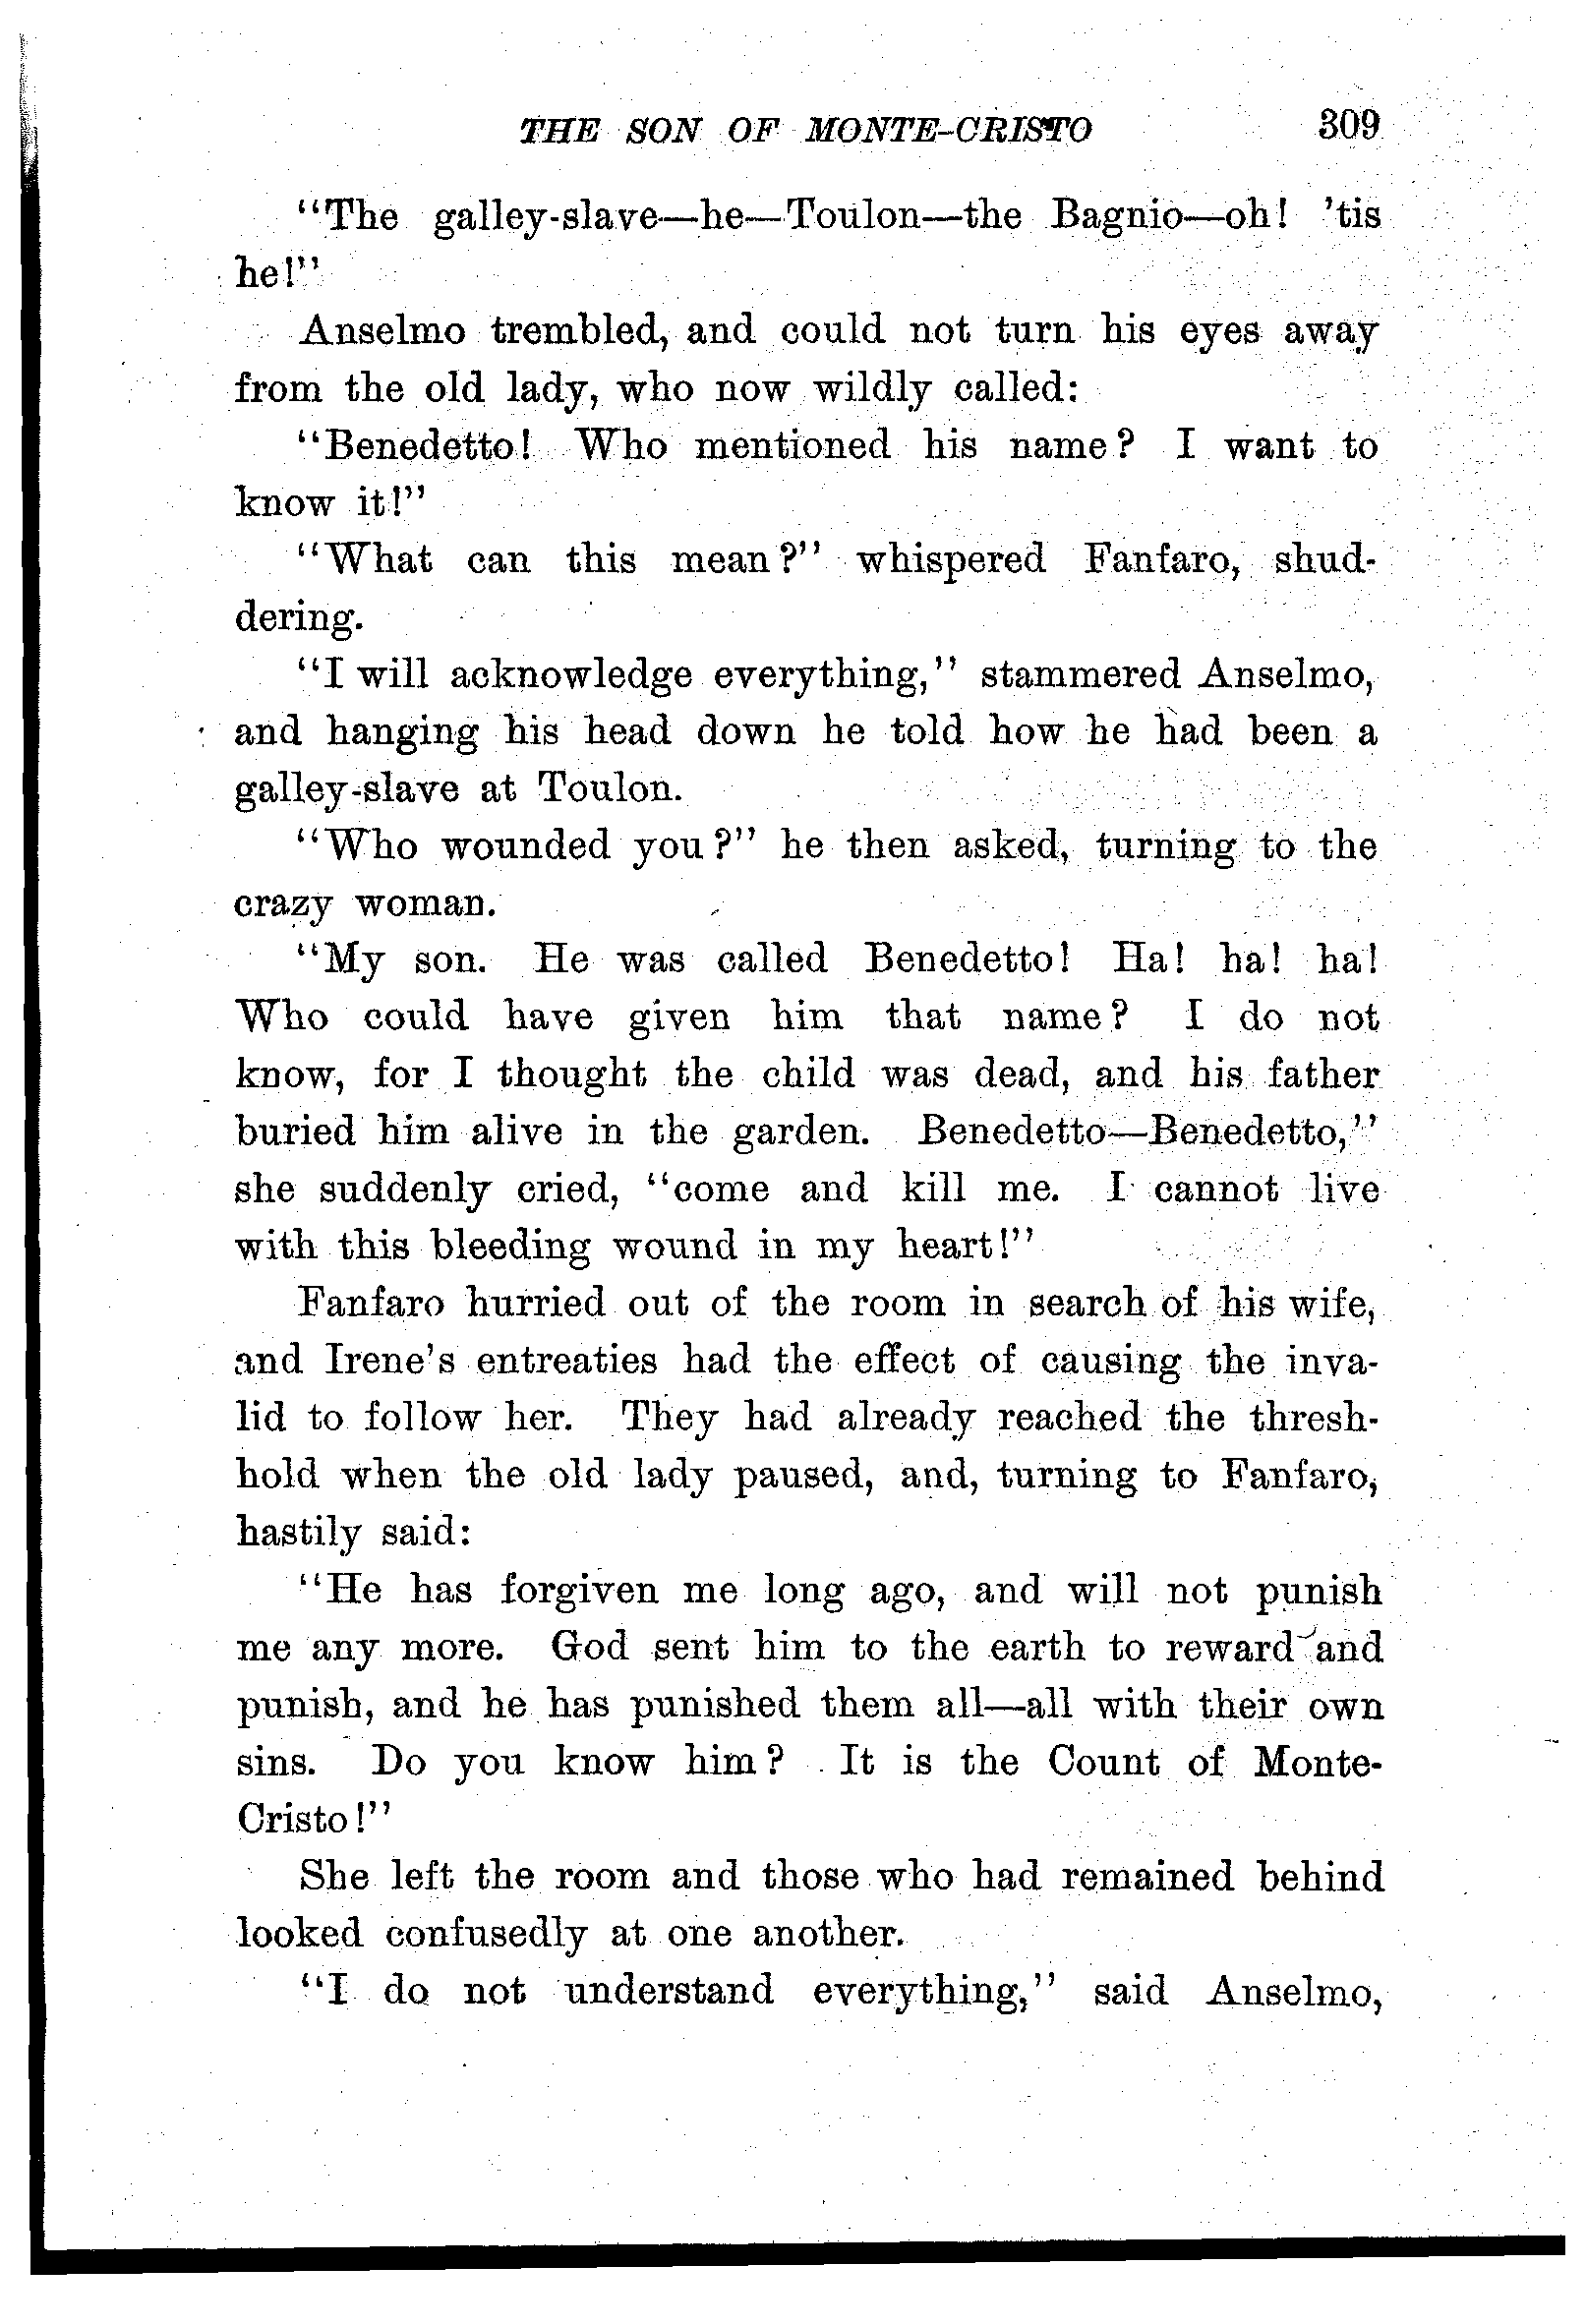 THE SON OF MONTE-CRISTO 309
"The galley-slave—he—Toulon—the Bagnio—oh! 'tis
he!"
Anselmo trembled, and could not turn his eyes away
from the old lady, who now wildly called:
"Benedetto! Who mentioned his name? I want to
know it!"
"What can this mean?" whispered Fanfaro, shud-
dering.
"I will acknowledge everything," stammered Anselmo,
and hanging his head down he told how he had been a
galley-slave at Toulon.
"Who wounded you?" he then asked, turning to the
crazy woman.
"My son. He was called Benedetto! Ha! ha! ha!
Who could have given him that name? I do not
know, for I thought the child was dead, and his father
buried him alive in the garden. Benedetto—Benedetto,"
she suddenly cried, "come and kill me. I cannot live
with this bleeding wound in my heart!"
Fanfaro hurried out of the room in search of his wife,
and Irene's entreaties had the effect of causing the inva-
lid to follow her. They had already reached the thresh-
hold when the old lady paused, and, turning to Fanfaro,
hastily said:
"He has forgiven me long ago, and will not punish
me any more. God sent him to the earth to reward and
punish, and he has punished them all—all with their own
sins. Do you know him? It is the Count of Monte-
Cristo!"
She left the room and those who had remained behind
looked confusedly at one another.
"I do not understand everything," said Anselmo,